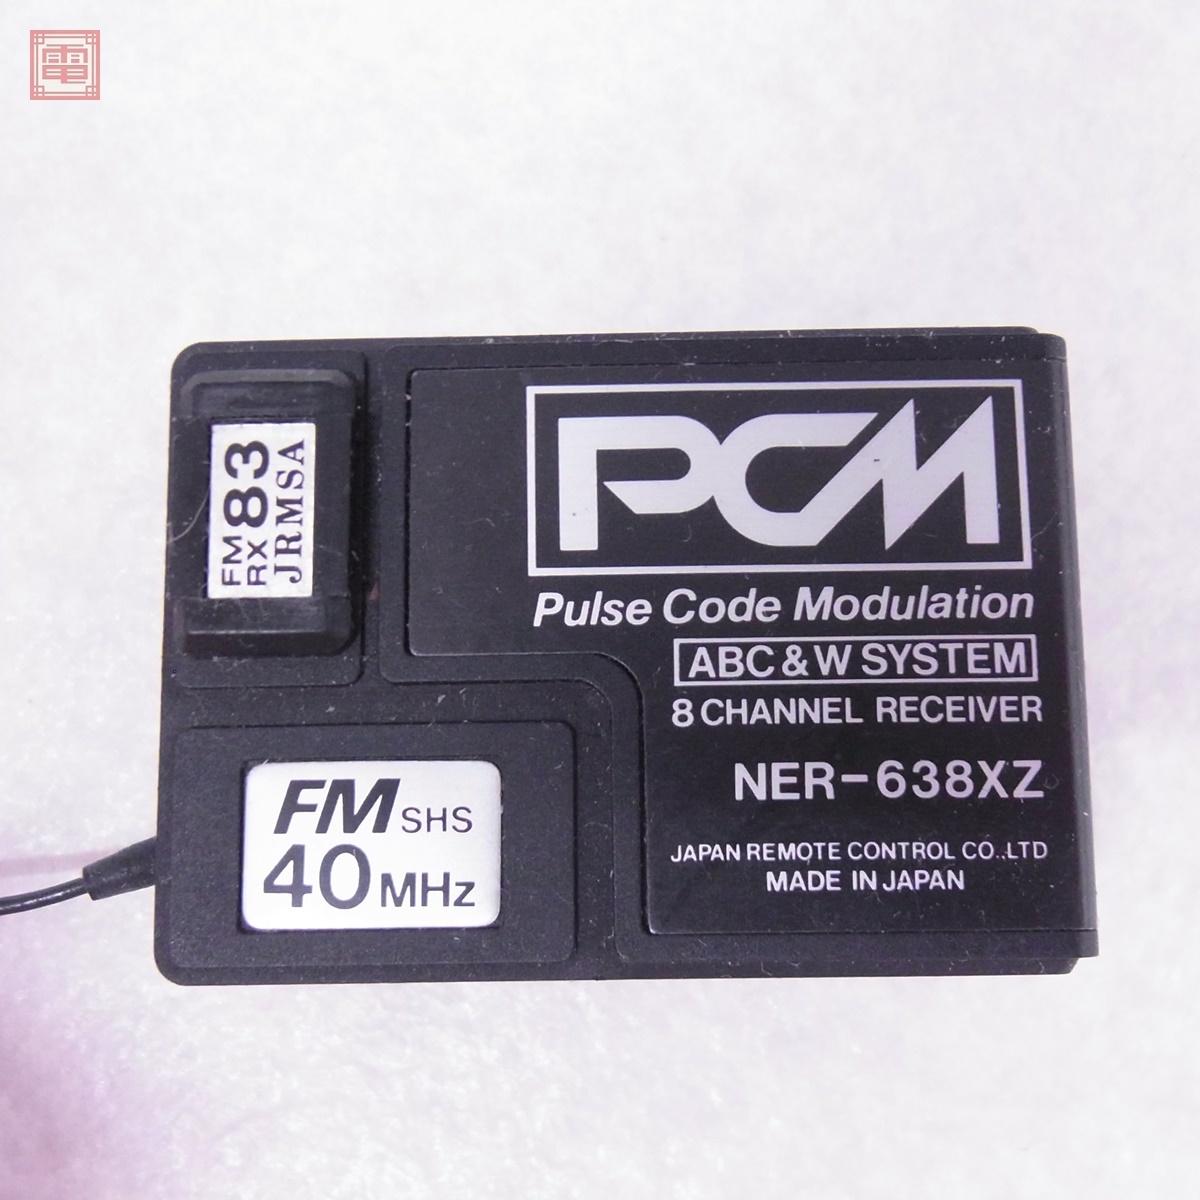 電
FM
RX 83
JRMSA
PCM
Pulse Code Modulation
ABC & W SYSTEM
8 CHANNEL RECEIVER
NER-638XZ
JAPAN REMOTE CONTROL CO.,LTD
MADE IN JAPAN
FM SHS
40 MHz